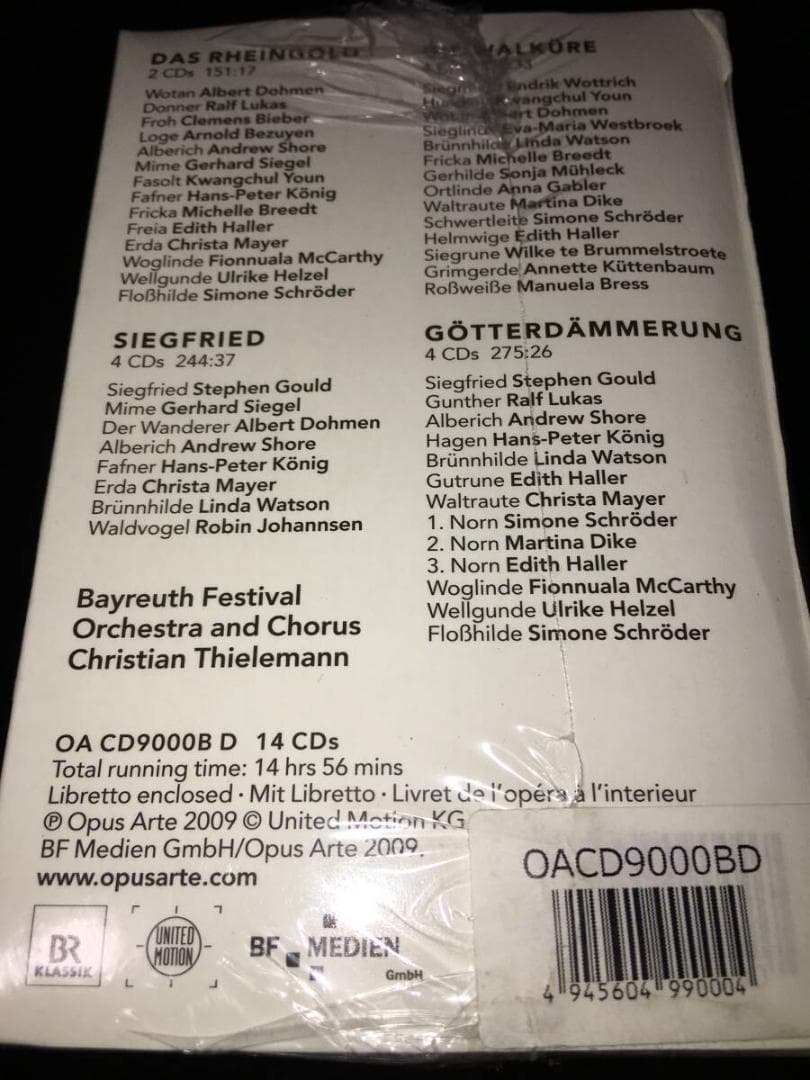 DAS RHEINGOLD
2 CDs 151:17
Wotan Albert Dohmen
Donner Ralf Lukas
Froh Clemens Bieber
Loge Arnold Bezuyen
Alberich Andrew Shore
Mime Gerhard Siegel
Fasolt Kwangchul Youn
Fafner Hans-Peter König
Fricka Michelle Breedt
Freia Edith Haller
Erda Christa Mayer
Woglinde Fionnuala McCarthy
Wellgunde Ulrike Helzel
Floßhilde Simone Schröder
WALKÜRE
Wottrich
Kwangchul Youn
Dohmen
Sieglinde Eva-Maria Westbroek
Brünnhilde Linda Watson
Fricka Michelle Breedt
Gerhilde Sonja Mühleck
Ortlinde Anna Gabler
Waltraute Martina Dike
Schwertleite Simone Schröder
Helmwige Edith Haller
Siegrune Wilke te Brummelstroete
Grimgerde Annette Küttenbaum
Roßweiße Manuela Bress
SIEGFRIED
4 CDs 244:37
Siegfried Stephen Gould
Mime Gerhard Siegel
Der Wanderer Albert Dohmen
Alberich Andrew Shore
Fafner Hans-Peter König
Erda Christa Mayer
Brünnhilde Linda Watson
Waldvogel Robin Johannsen
GÖTTERDÄMMERUNG
4 CDs 275:26
Siegfried Stephen Gould
Gunther Ralf Lukas
Alberich Andrew Shore
Hagen Hans-Peter König
Brünnhilde Linda Watson
Gutrune Edith Haller
Waltraute Christa Mayer
1. Norn Simone Schröder
2. Norn Martina Dike
3. Norn Edith Haller
Woglinde Fionnuala McCarthy
Wellgunde Ulrike Helzel
Floßhilde Simone Schröder
Bayreuth Festival
Orchestra and Chorus
Christian Thielemann
OA CD9000B D 14 CDs
Total running time: 14 hrs 56 mins
Libretto enclosed · Mit Libretto · Livret de l'opéra à l'interieur
℗ Opus Arte 2009 © United Motion KG
BF Medien GmbH/Opus Arte 2009.
www.opusarte.com
BR
KLASSIK
UNITED
MOTION
BF MEDIEN
GmbH
OACD9000BD
4 945604 990004